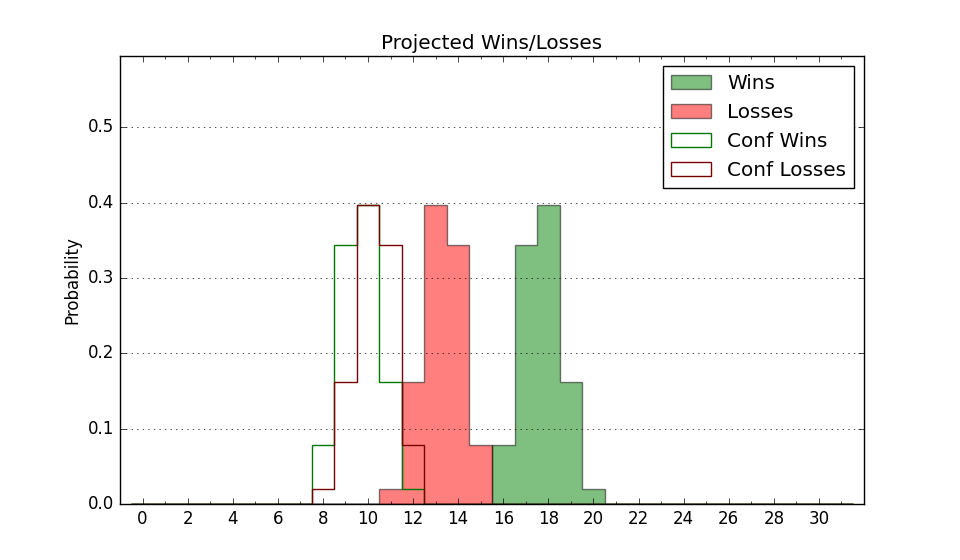 Projected Wins/Losses
Wins
Losses
Conf Wins
Conf Losses
Probability
0.5
0.4
0.3
0.2
0.1
0.0
0 2 4 6 8 10 12 14 16 18 20 22 24 26 28 30